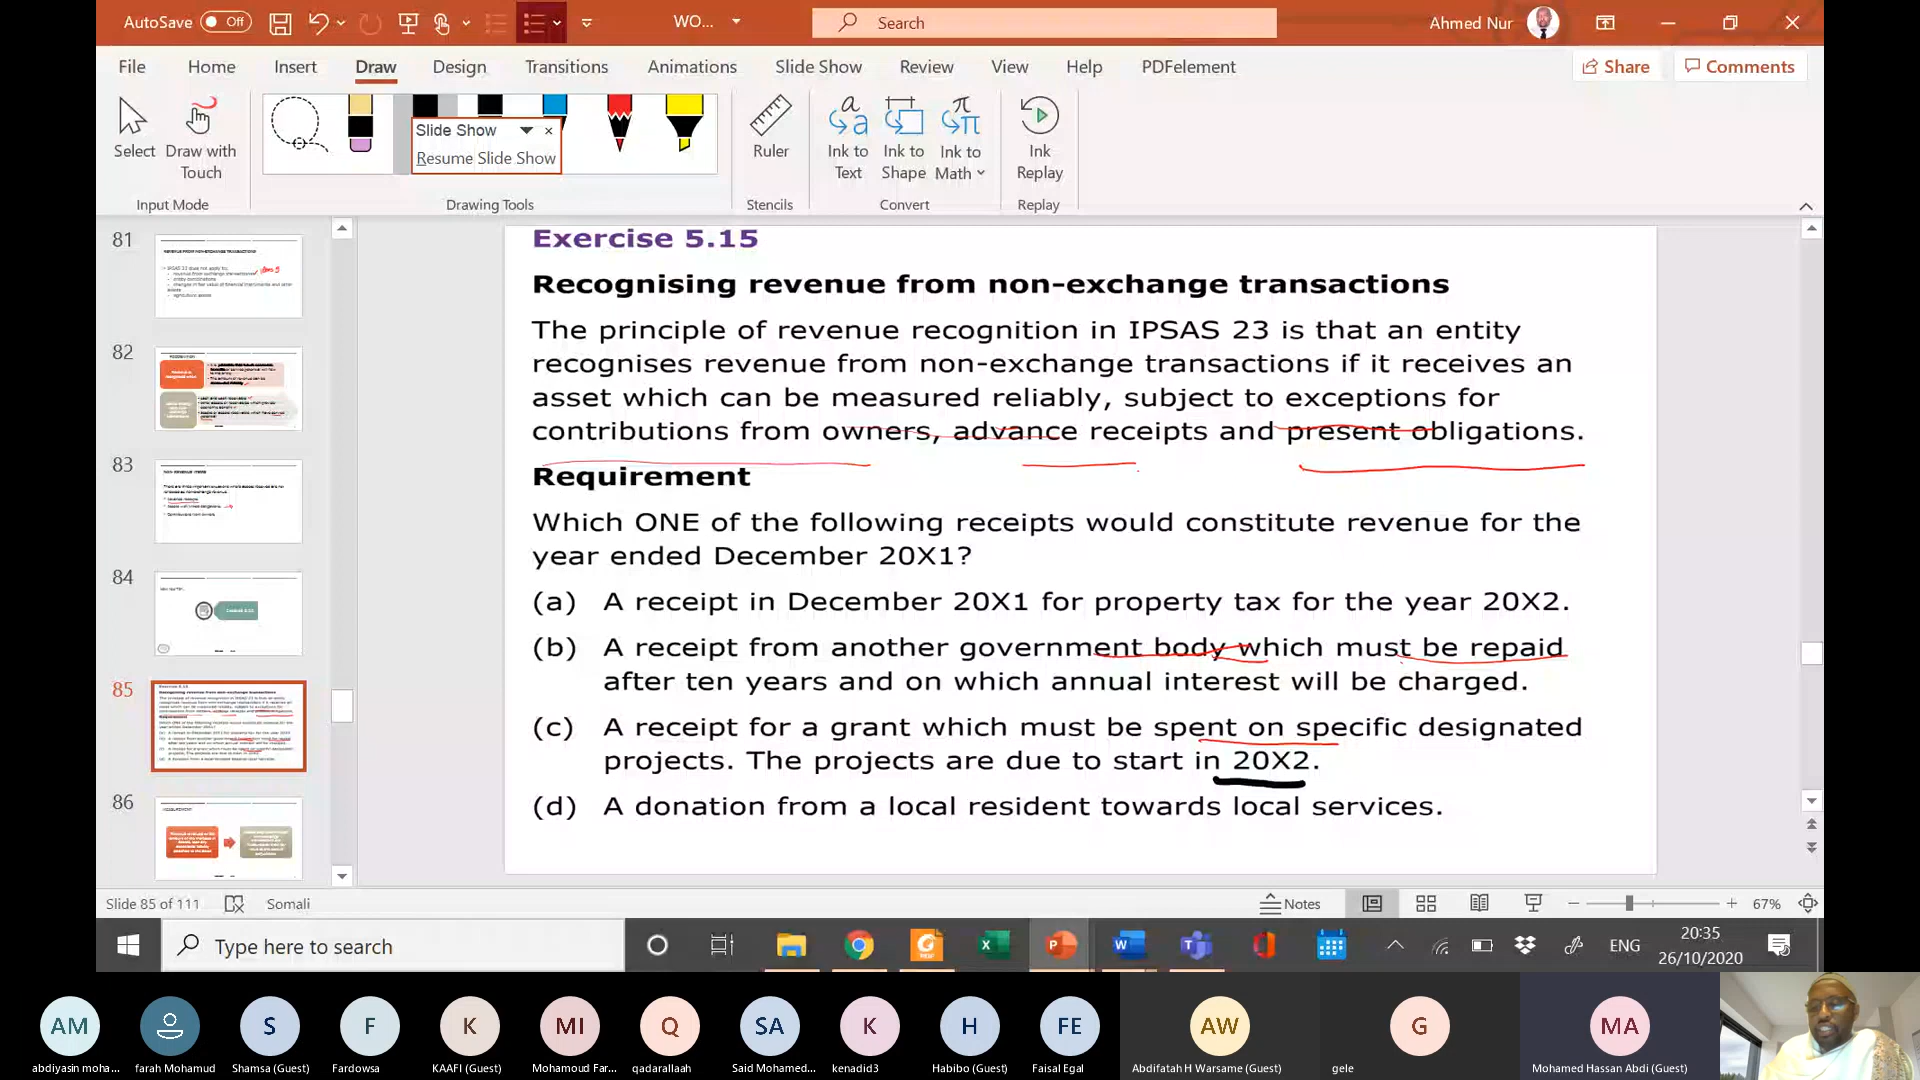 AutoSave Off WO... Search Ahmed Nur
File Home Insert Draw Design Transitions Animations Slide Show Review View Help PDFelement Share Comments
Select
Draw with Touch
Slide Show
Resume Slide Show
Ruler
Ink to Text
Ink to Shape
Ink to Math
Ink Replay
Input Mode Drawing Tools Stencils Convert Replay
81
82
83
84
85
86
Exercise 5.15
Recognising revenue from non-exchange transactions
The principle of revenue recognition in IPSAS 23 is that an entity
recognises revenue from non-exchange transactions if it receives an
asset which can be measured reliably, subject to exceptions for
contributions from owners, advance receipts and present obligations.
Requirement
Which ONE of the following receipts would constitute revenue for the
year ended December 20X1?
(a) A receipt in December 20X1 for property tax for the year 20X2.
(b) A receipt from another government body which must be repaid
after ten years and on which annual interest will be charged.
(c) A receipt for a grant which must be spent on specific designated
projects. The projects are due to start in 20X2.
(d) A donation from a local resident towards local services.
Slide 85 of 111 Somali Notes 67%
Type here to search ENG 20:35
26/10/2020
AM S F K MI Q SA K H FE AW G MA
abdiyasin moha... farah Mohamud Shamsa (Guest) Fardowsa KAAFI (Guest) Mohamoud Far... qadarallaah Said Mohamed... kenadid3 Habibo (Guest) Faisal Egal Abdifatah H Warsame (Guest) gele Mohamed Hassan Abdi (Guest)